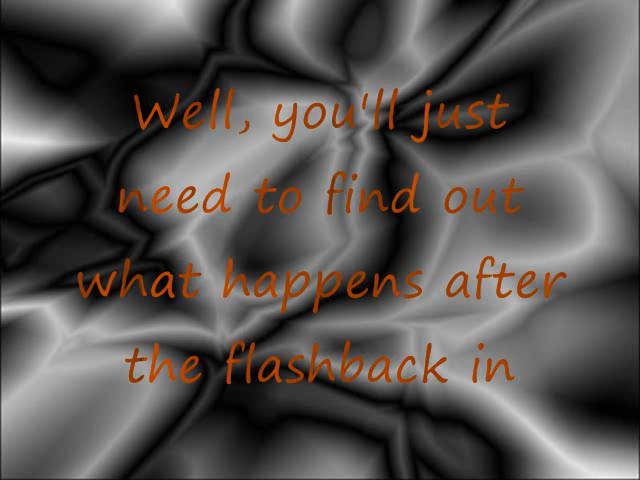 Well, you'll just
need to find out
what happens after
the flashback in